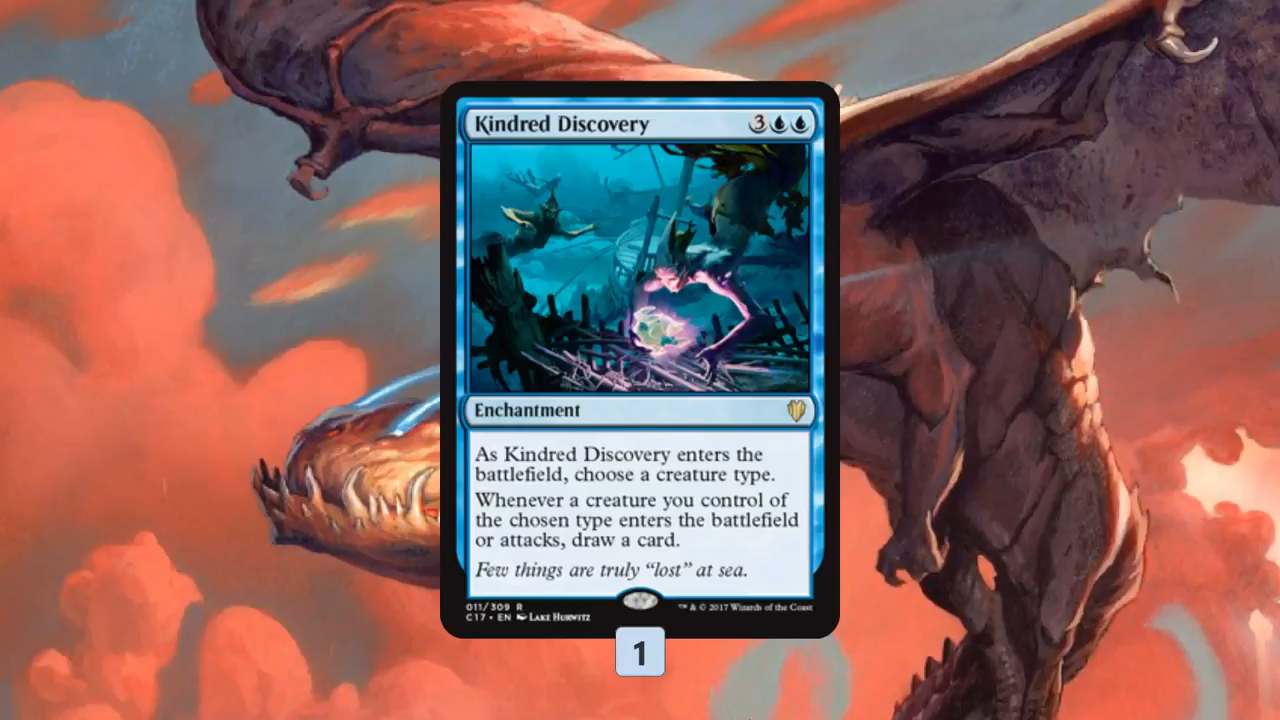 Kindred Discovery 3
Enchantment
As Kindred Discovery enters the
battlefield, choose a creature type.
Whenever a creature you control of
the chosen type enters the battlefield
or attacks, draw a card.
Few things are truly “lost” at sea.
011/309 R
C17 • EN Lake Hurwitz
™ & © 2017 Wizards of the Coast
1